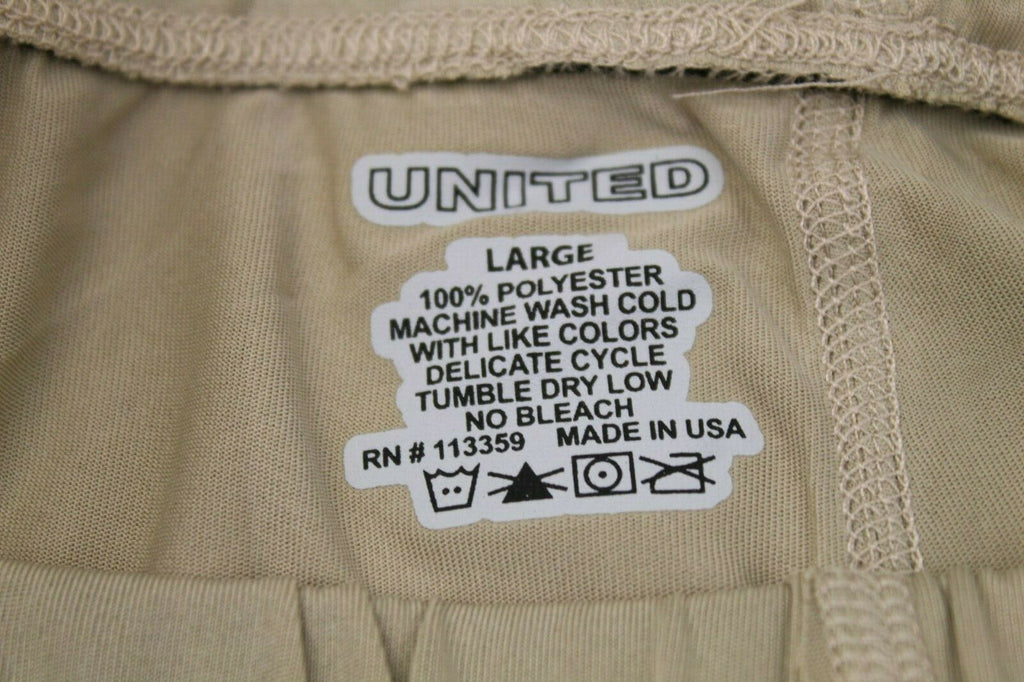 UNITED
LARGE
100% POLYESTER
MACHINE WASH COLD
WITH LIKE COLORS
DELICATE CYCLE
TUMBLE DRY LOW
NO BLEACH
RN # 113359 MADE IN USA